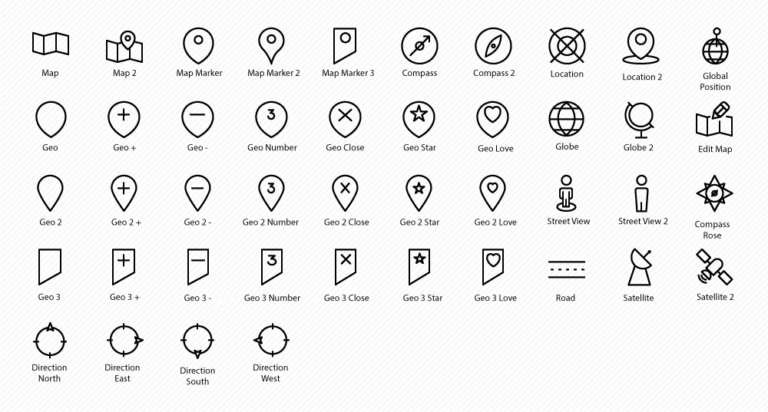 Map
Map 2
Map Marker
Map Marker 2
Map Marker 3
Compass
Compass 2
Location
Location 2
Global
Position
Geo
Geo +
Geo -
3
Geo Number
Geo Close
Geo Star
Geo Love
Globe
Globe 2
Edit Map
Geo 2
Geo 2 +
Geo 2 -
3
Geo 2 Number
Geo 2 Close
Geo 2 Star
Geo 2 Love
Street View
Street View 2
Compass
Rose
Geo 3
Geo 3 +
Geo 3 -
3
Geo 3 Number
Geo 3 Close
Geo 3 Star
Geo 3 Love
Road
Satellite
Satellite 2
Direction
North
Direction
East
Direction
South
Direction
West